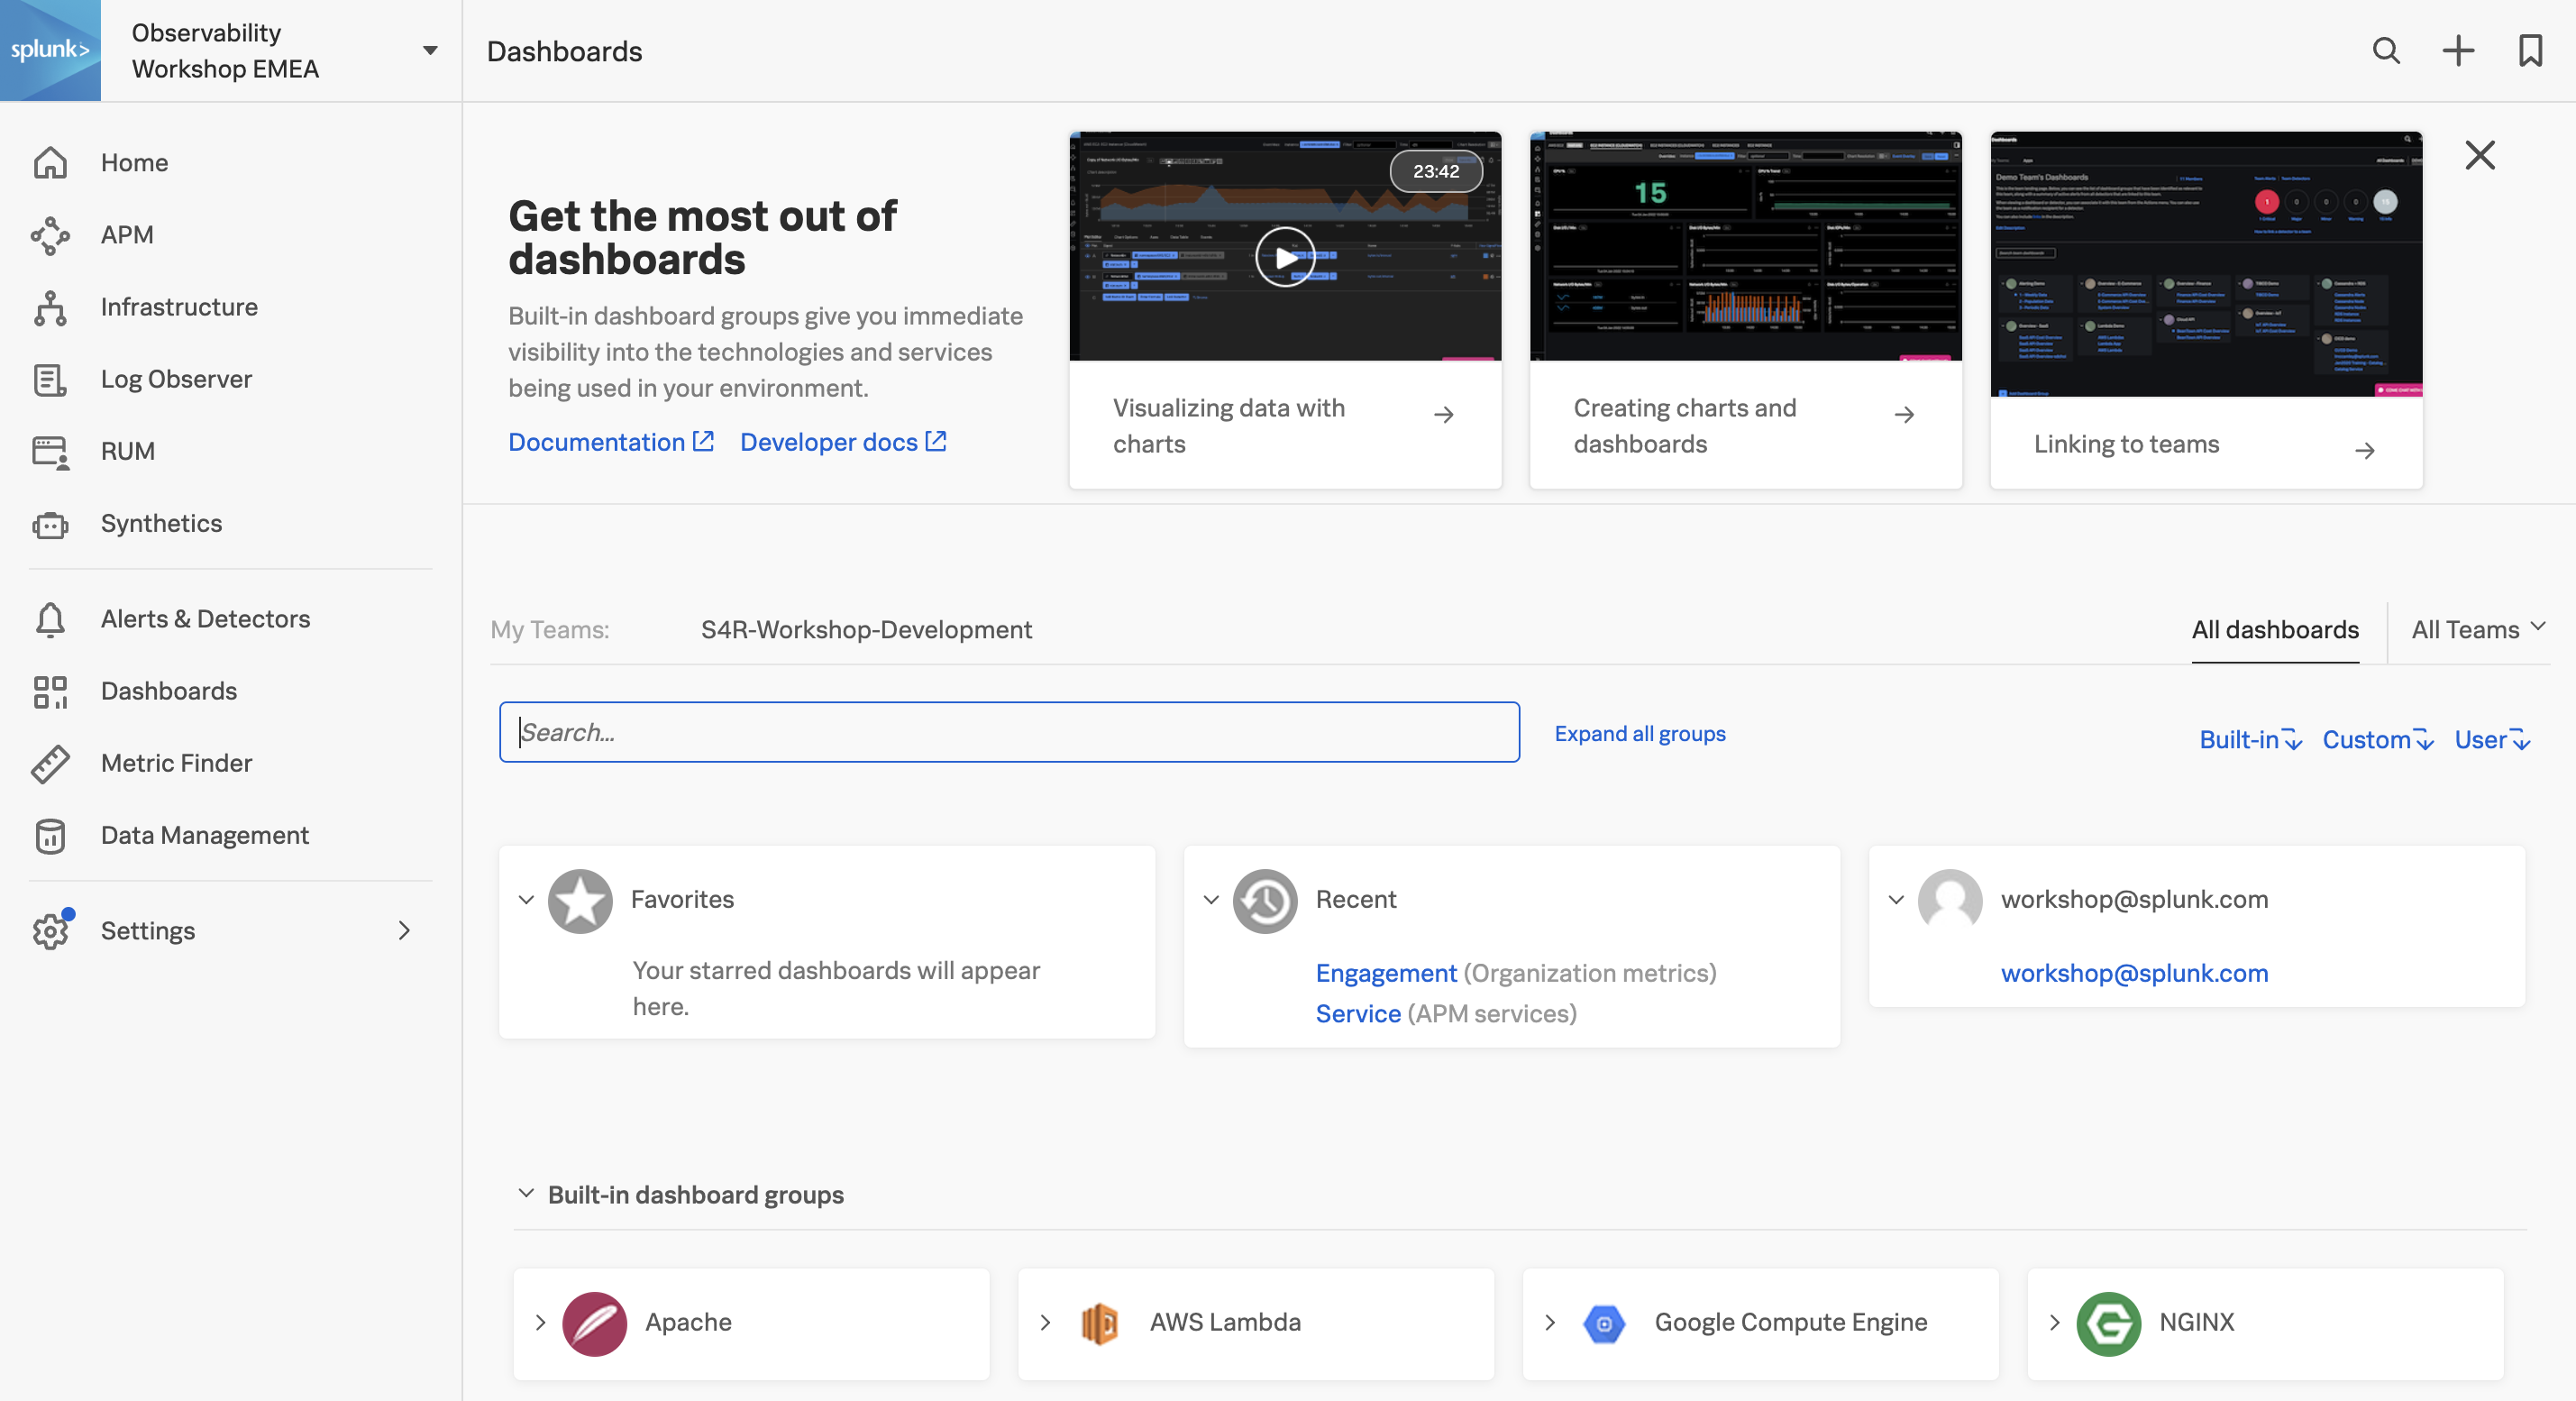 splunk>
Observability
Workshop EMEA
Dashboards
Home
APM
Infrastructure
Log Observer
RUM
Synthetics
Alerts & Detectors
Dashboards
Metric Finder
Data Management
Settings
Get the most out of
dashboards
Built-in dashboard groups give you immediate
visibility into the technologies and services
being used in your environment.
Documentation
Developer docs
23:42
Visualizing data with
charts
15
Creating charts and
dashboards
Demo Team's Dashboards
Linking to teams
My Teams:
S4R-Workshop-Development
All dashboards
All Teams
Search...
Expand all groups
Built-in
Custom
User
Favorites
Your starred dashboards will appear
here.
Recent
Engagement (Organization metrics)
Service (APM services)
workshop@splunk.com
workshop@splunk.com
Built-in dashboard groups
Apache
AWS Lambda
Google Compute Engine
NGINX